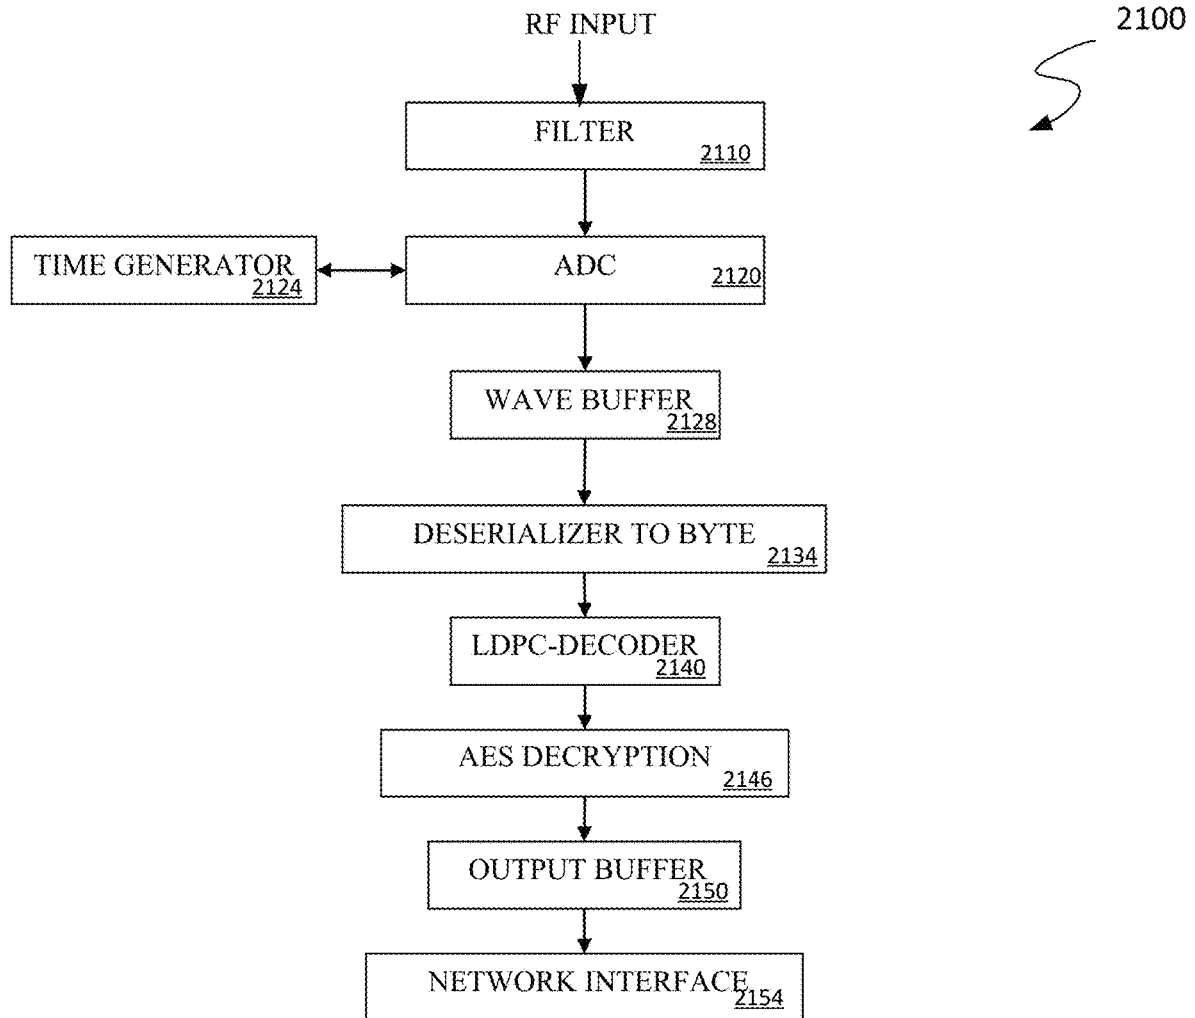 RF INPUT
2100
FILTER
2110
TIME GENERATOR
2124
ADC
2120
WAVE BUFFER
2128
DESERIALIZER TO BYTE
2134
LDPC-DECODER
2140
AES DECRYPTION
2146
OUTPUT BUFFER
2150
NETWORK INTERFACE
2154